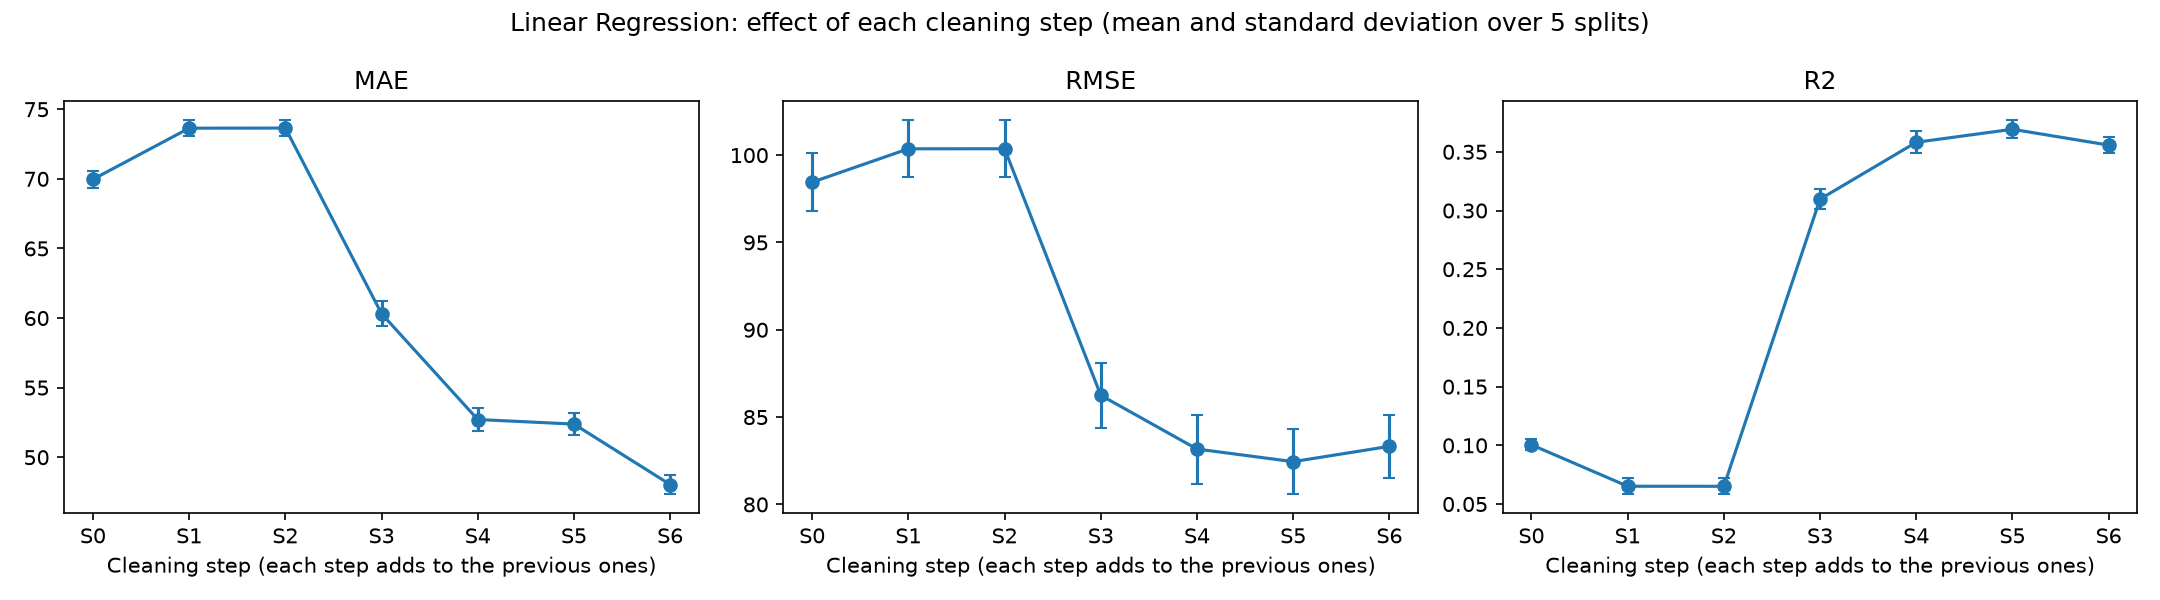 Linear Regression: effect of each cleaning step (mean and standard deviation over 5 splits)
MAE
75
70
65
60
55
50
S0 S1 S2 S3 S4 S5 S6
Cleaning step (each step adds to the previous ones)
RMSE
100
95
90
85
80
S0 S1 S2 S3 S4 S5 S6
Cleaning step (each step adds to the previous ones)
R2
0.35
0.30
0.25
0.20
0.15
0.10
0.05
S0 S1 S2 S3 S4 S5 S6
Cleaning step (each step adds to the previous ones)